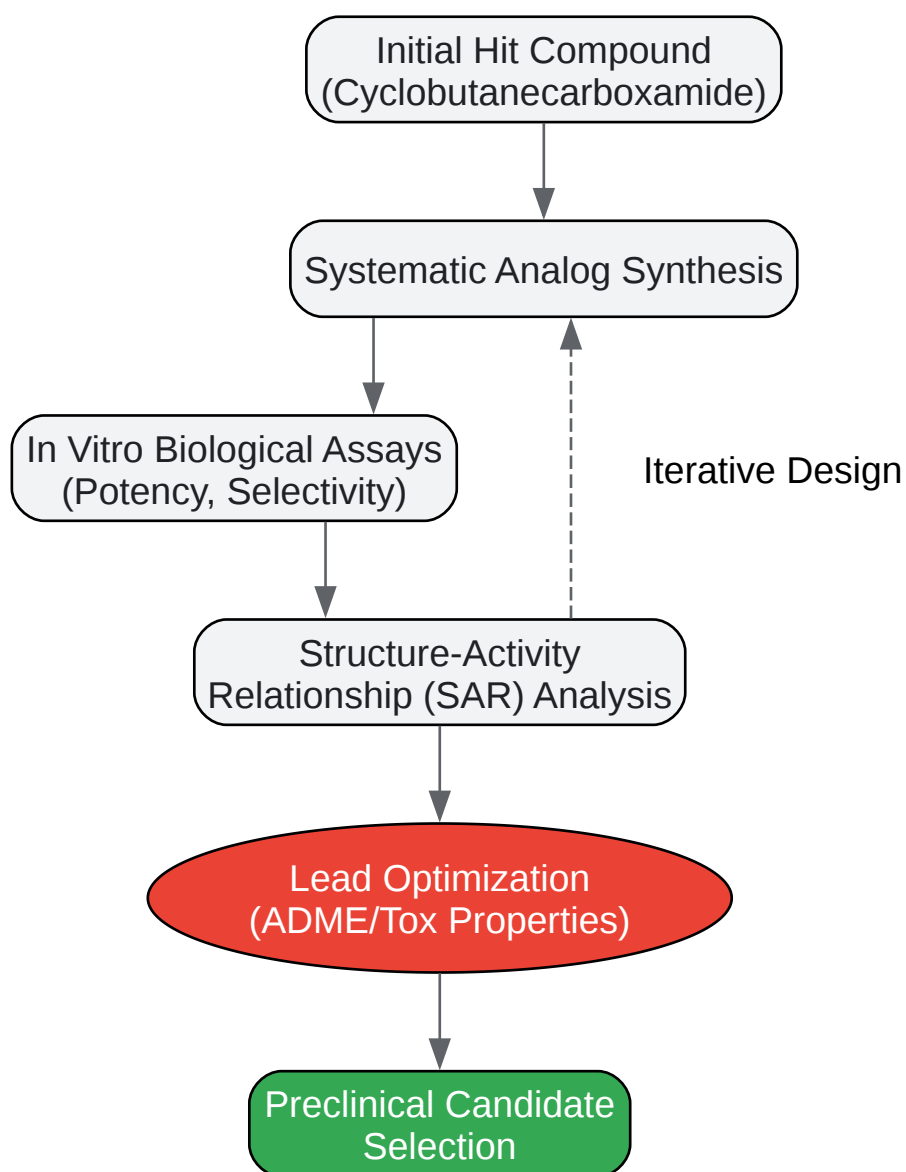 Initial Hit Compound
(Cyclobutanecarboxamide)
Systematic Analog Synthesis
In Vitro Biological Assays
(Potency, Selectivity)
Iterative Design
Structure-Activity
Relationship (SAR) Analysis
Lead Optimization
(ADME/Tox Properties)
Preclinical Candidate
Selection